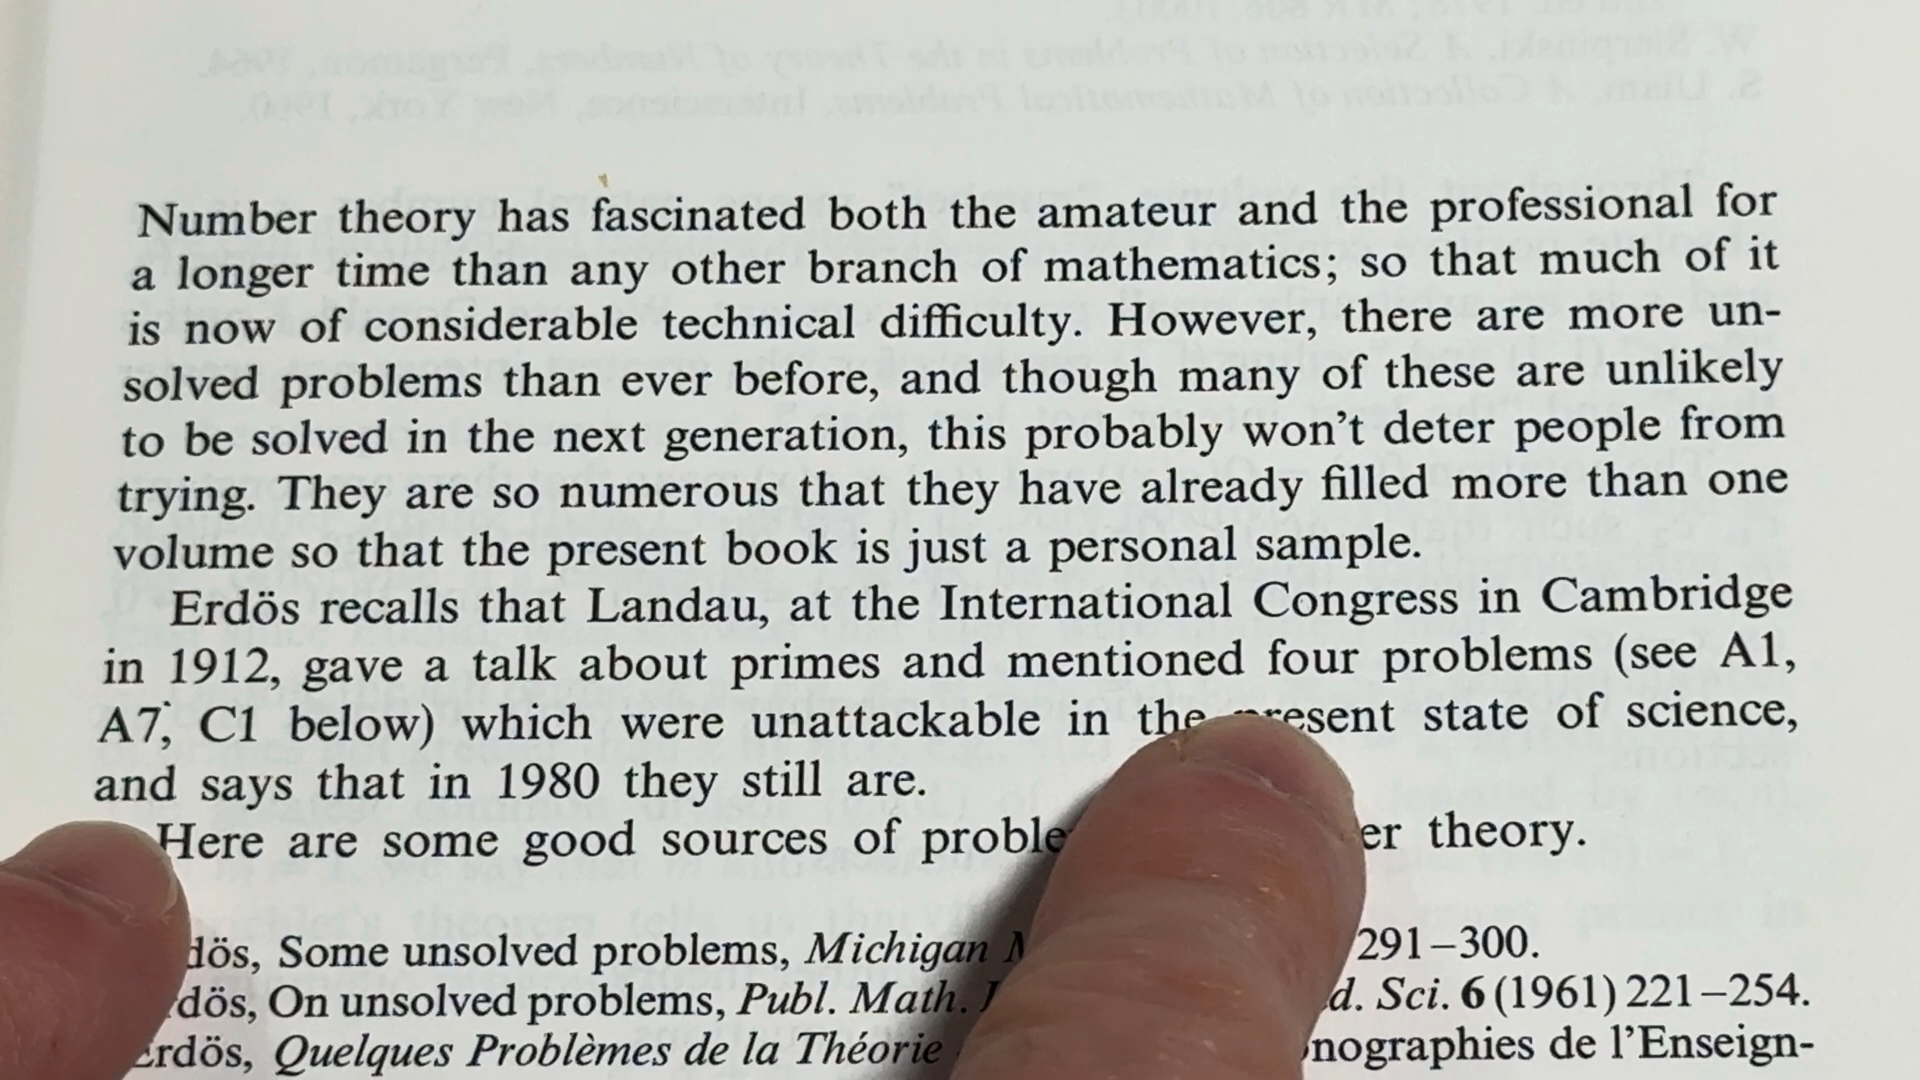 Number theory has fascinated both the amateur and the professional for
a longer time than any other branch of mathematics; so that much of it
is now of considerable technical difficulty. However, there are more un-
solved problems than ever before, and though many of these are unlikely
to be solved in the next generation, this probably won't deter people from
trying. They are so numerous that they have already filled more than one
volume so that the present book is just a personal sample.
Erdös recalls that Landau, at the International Congress in Cambridge
in 1912, gave a talk about primes and mentioned four problems (see A1,
A7, C1 below) which were unattackable in the present state of science,
and says that in 1980 they still are.
Here are some good sources of theory.
Some unsolved problems, Michigan 291–300.
On unsolved problems, Publ. Math. Sci. 6 (1961) 221–254.
Erdös, Quelques Problèmes de la Théorie de l'Enseign-